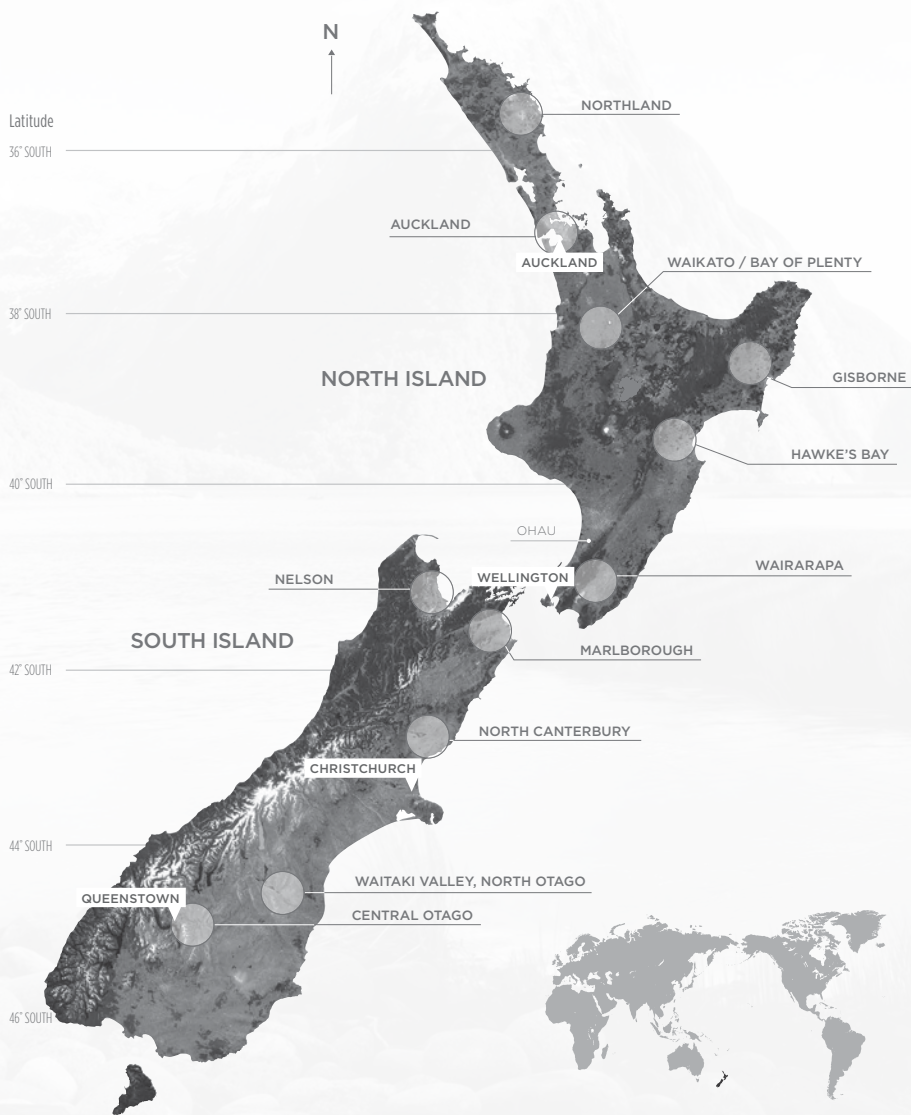 N
NORTHLAND
Latitude
36° SOUTH
AUCKLAND
AUCKLAND
WAIKATO / BAY OF PLENTY
38° SOUTH
NORTH ISLAND
GISBORNE
HAWKE'S BAY
40° SOUTH
OHAU
WAIRARAPA
WELLINGTON
NELSON
SOUTH ISLAND
MARLBOROUGH
42° SOUTH
NORTH CANTERBURY
CHRISTCHURCH
44° SOUTH
WAITAKI VALLEY, NORTH OTAGO
QUEENSTOWN
CENTRAL OTAGO
46° SOUTH